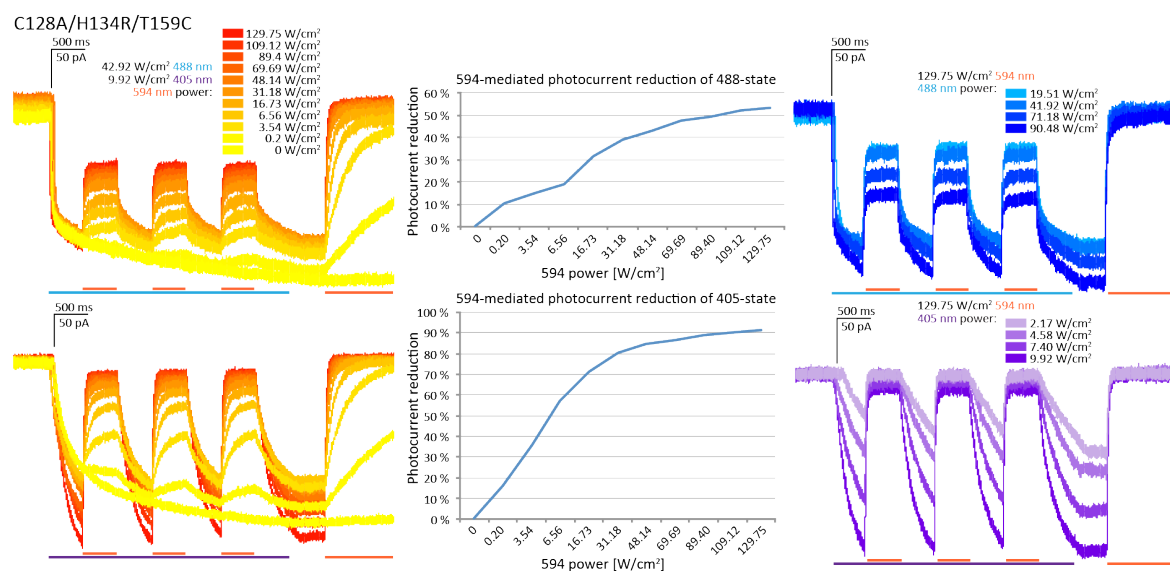 C128A/H134R/T159C
500 ms
50 pA
42.92 W/cm² 488 nm
9.92 W/cm² 405 nm
594 nm power:
129.75 W/cm²
109.12 W/cm²
89.4 W/cm²
69.69 W/cm²
48.14 W/cm²
31.18 W/cm²
16.73 W/cm²
6.56 W/cm²
3.54 W/cm²
0.2 W/cm²
0 W/cm²
594-mediated photocurrent reduction of 488-state
Photocurrent reduction
60 %
50 %
40 %
30 %
20 %
10 %
0 %
0
0.20
3.54
6.56
16.73
31.18
48.14
69.69
89.40
109.12
129.75
594 power [W/cm²]
500 ms
50 pA
129.75 W/cm² 594 nm
488 nm power:
19.51 W/cm²
41.92 W/cm²
71.18 W/cm²
90.48 W/cm²
500 ms
50 pA
594-mediated photocurrent reduction of 405-state
Photocurrent reduction
100 %
90 %
80 %
70 %
60 %
50 %
40 %
30 %
20 %
10 %
0 %
0
0.20
3.54
6.56
16.73
31.18
48.14
69.69
89.40
109.12
129.75
594 power [W/cm²]
500 ms
50 pA
129.75 W/cm² 594 nm
405 nm power:
2.17 W/cm²
4.58 W/cm²
7.40 W/cm²
9.92 W/cm²